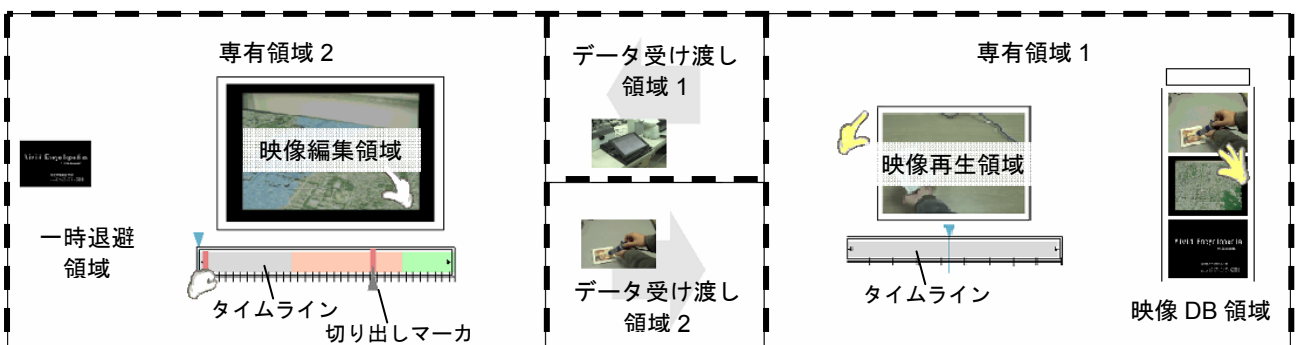 専有領域 2
映像編集領域
一時退避
領域
タイムライン
切り出しマーカ
データ受け渡し
領域 1
データ受け渡し
領域 2
専有領域 1
映像再生領域
タイムライン
映像 DB 領域